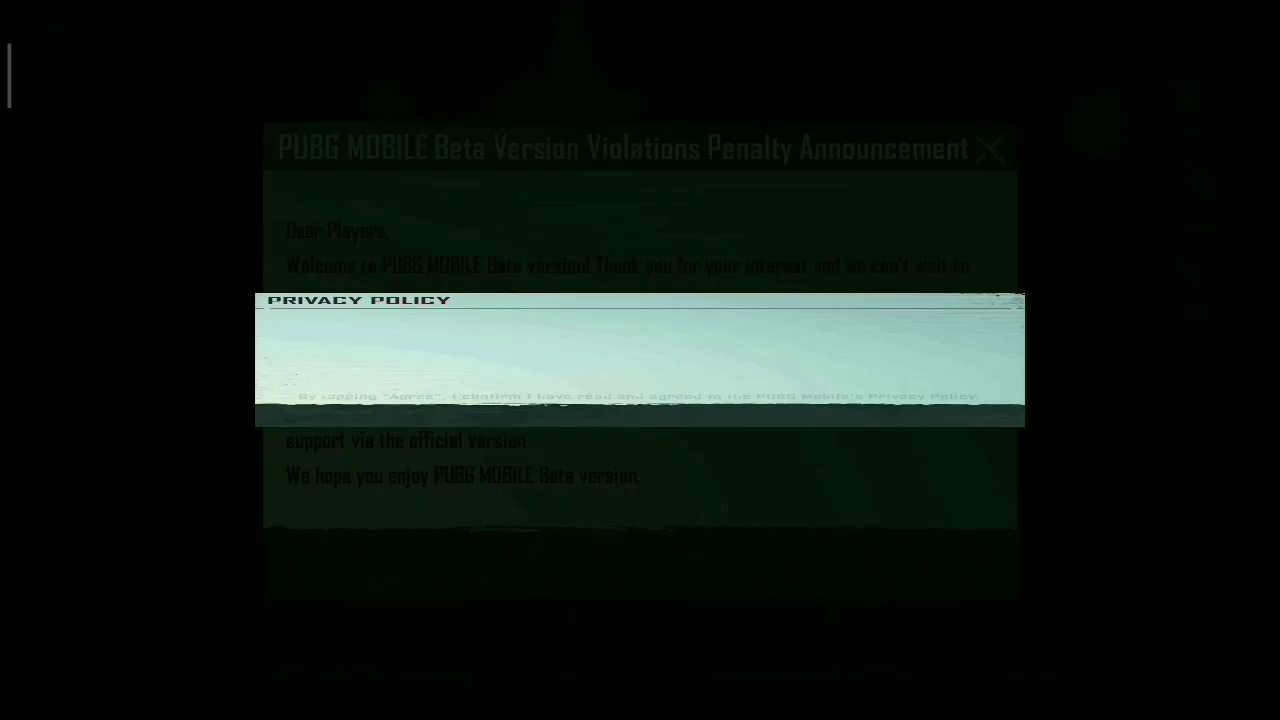 PUBG MOBILE Beta Version Violations Penalty Announcement
Dear Players,
Welcome to PUBG MOBILE Beta version! Thank you for your interest and we can't wait to
PRIVACY POLICY
By tapping "Agree", I confirm I have read and agreed to the PUBG Mobile's Privacy Policy.
support via the official version.
We hope you enjoy PUBG MOBILE Beta version.